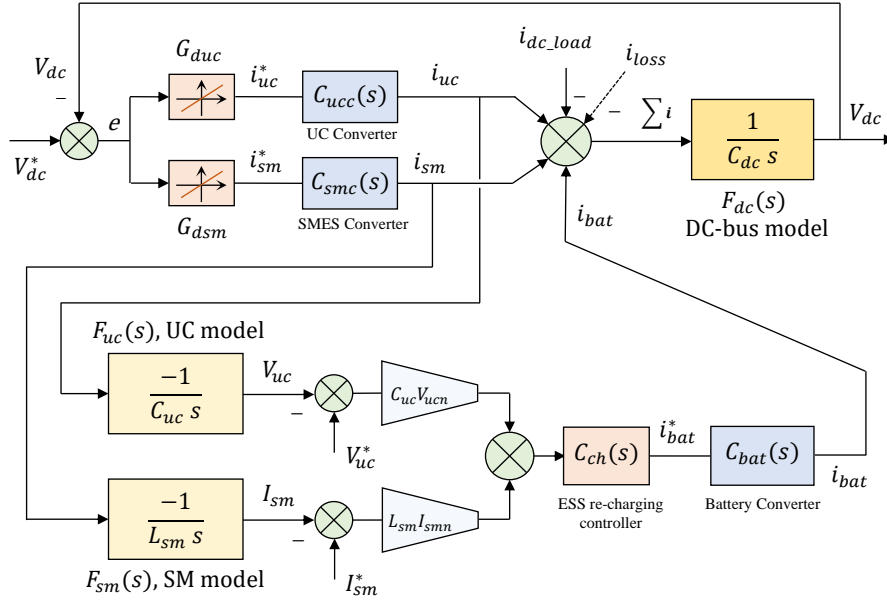 G_duc
i_dc_load
i_loss
V_dc
−
i*_uc
C_ucc(s)
i_uc
−
−
∑ i
1
C_dc s
V_dc
e
UC Converter
V*_dc
i*_sm
C_smc(s)
i_sm
G_dsm
SMES Converter
i_bat
F_dc(s)
DC-bus model
F_uc(s), UC model
−1
C_uc s
V_uc
−
C_uc V_ucn
V*_uc
C_ch(s)
i*_bat
C_bat(s)
i_bat
ESS re-charging
controller
Battery Converter
−1
L_sm s
I_sm
−
L_sm I_smn
F_sm(s), SM model
I*_sm